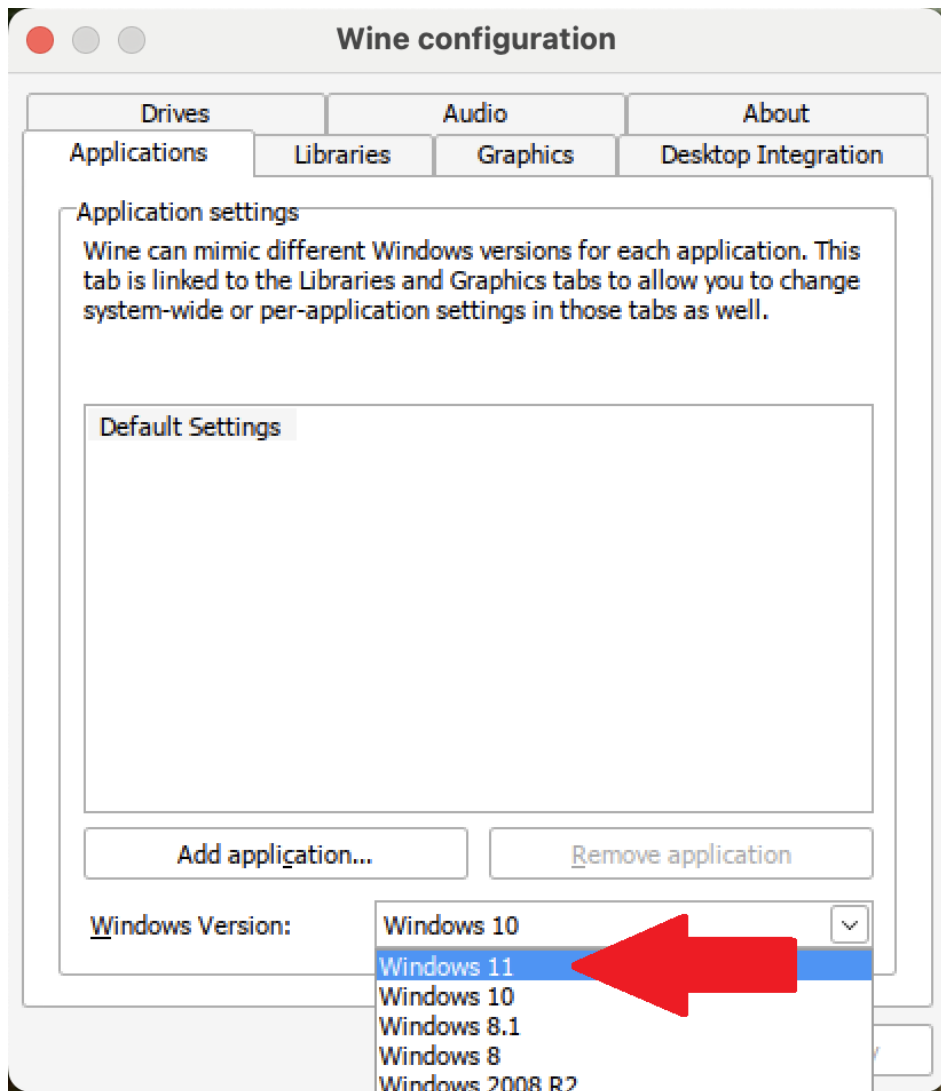 Wine configuration
Drives Audio About
Applications Libraries Graphics Desktop Integration
Application settings
Wine can mimic different Windows versions for each application. This
tab is linked to the Libraries and Graphics tabs to allow you to change
system-wide or per-application settings in those tabs as well.
Default Settings
Add application... Remove application
Windows Version: Windows 10
Windows 11
Windows 10
Windows 8.1
Windows 8
Windows 2008 R2